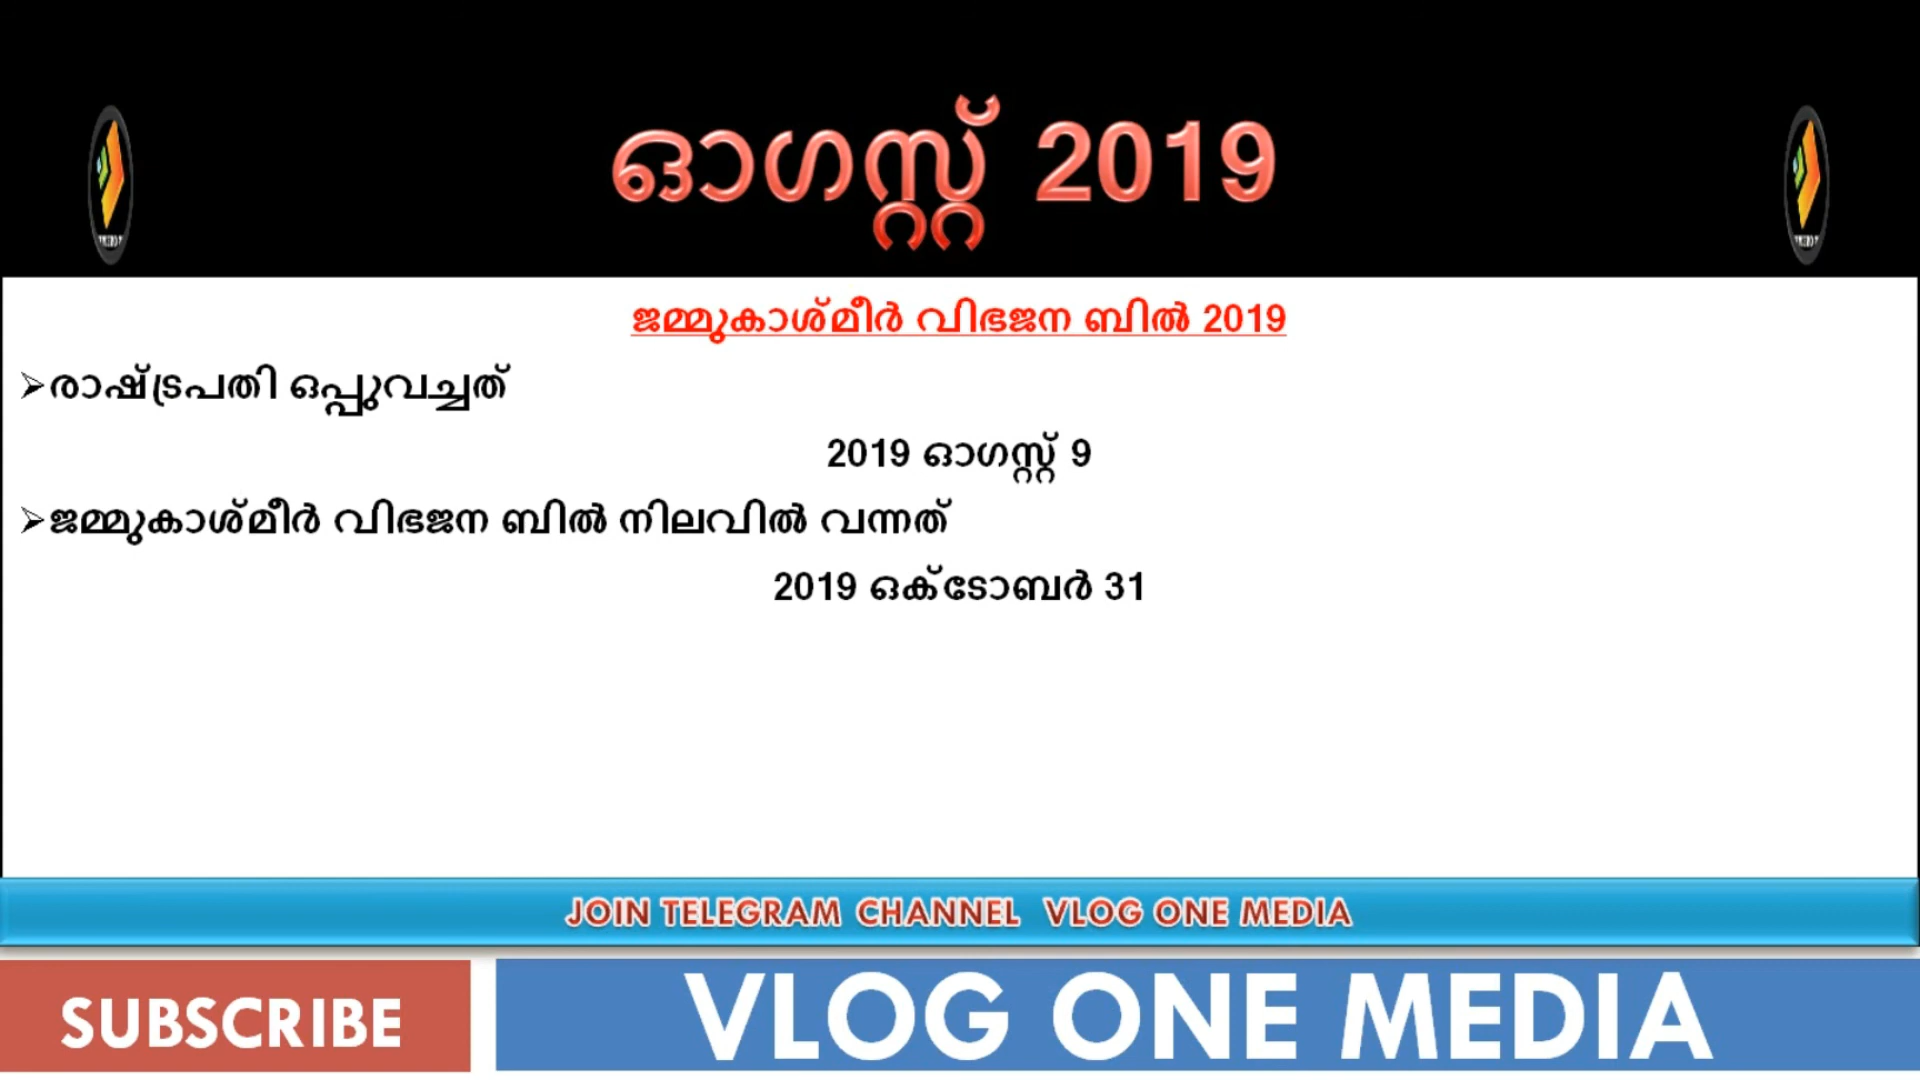 ഓഗസ്റ്റ് 2019
ജമ്മുകാശ്മീർ വിഭജന ബിൽ 2019
➢രാഷ്ട്രപതി ഒപ്പുവച്ചത്
2019 ഓഗസ്റ്റ് 9
➢ജമ്മുകാശ്മീർ വിഭജന ബിൽ നിലവിൽ വന്നത്
2019 ഒക്ടോബർ 31
JOIN TELEGRAM CHANNEL VLOG ONE MEDIA
SUBSCRIBE
VLOG ONE MEDIA